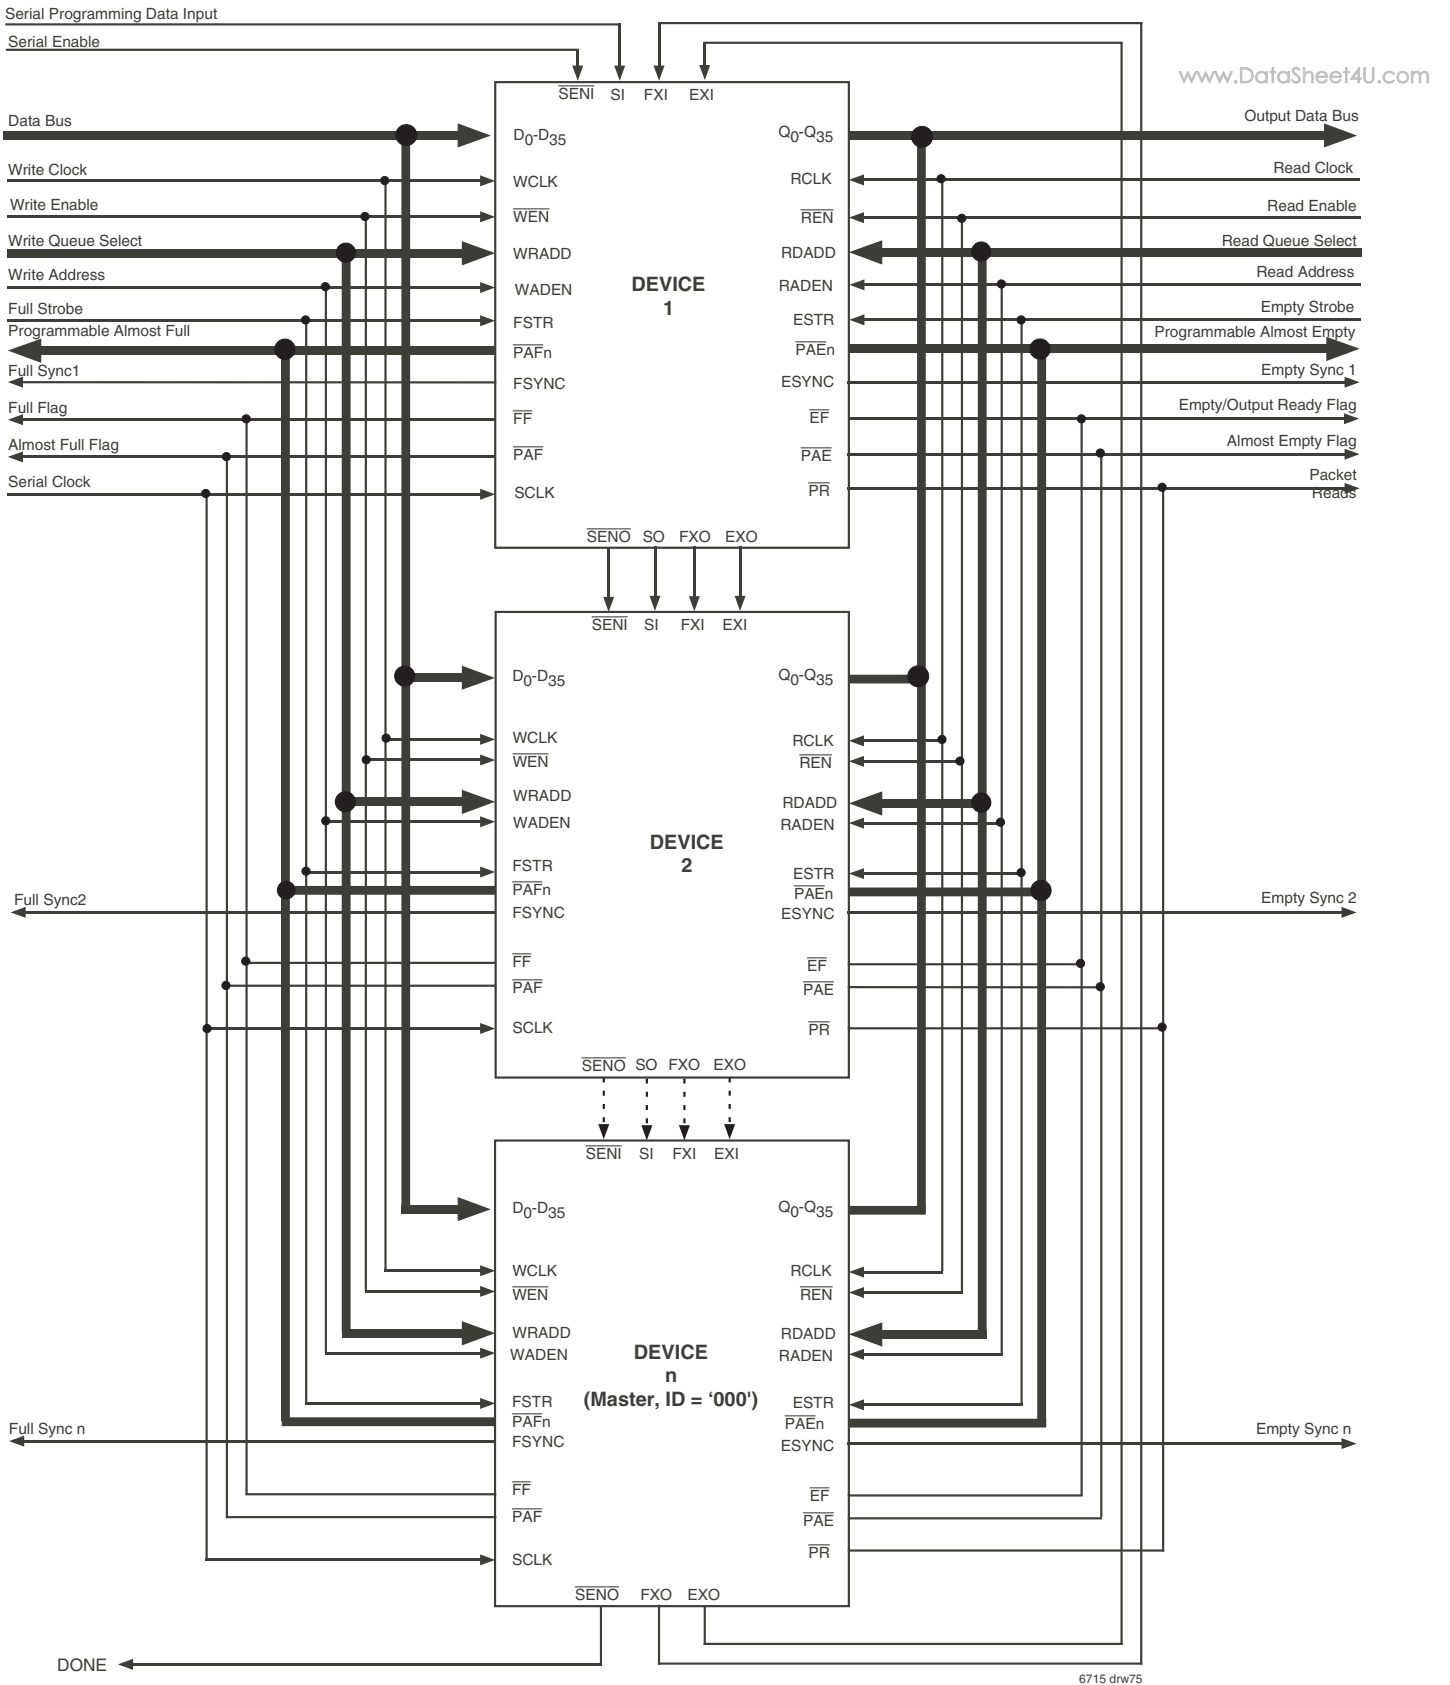 Serial Programming Data Input
Serial Enable
www.DataSheet4U.com
SENI SI FXI EXI
Data Bus
D0-D35
Q0-Q35
Output Data Bus
Write Clock
WCLK
RCLK
Read Clock
Write Enable
WEN
REN
Read Enable
Write Queue Select
WRADD
RDADD
Read Queue Select
Write Address
WADEN
DEVICE
1
RADEN
Read Address
Full Strobe
FSTR
ESTR
Empty Strobe
Programmable Almost Full
PAFn
PAEn
Programmable Almost Empty
Full Sync1
FSYNC
ESYNC
Empty Sync 1
Full Flag
FF
EF
Empty/Output Ready Flag
Almost Full Flag
PAF
PAE
Almost Empty Flag
Serial Clock
SCLK
PR
Packet
Reads
SENO SO FXO EXO
SENI SI FXI EXI
D0-D35
Q0-Q35
WCLK
RCLK
WEN
REN
WRADD
RDADD
WADEN
RADEN
DEVICE
2
FSTR
ESTR
PAFn
PAEn
Full Sync2
FSYNC
ESYNC
Empty Sync 2
FF
EF
PAF
PAE
SCLK
PR
SENO SO FXO EXO
SENI SI FXI EXI
D0-D35
Q0-Q35
WCLK
RCLK
WEN
REN
WRADD
RDADD
WADEN
RADEN
DEVICE
n
(Master, ID = ‘000')
FSTR
ESTR
PAFn
PAEn
Full Sync n
FSYNC
ESYNC
Empty Sync n
FF
EF
PAF
PAE
SCLK
PR
SENO FXO EXO
DONE
6715 drw75